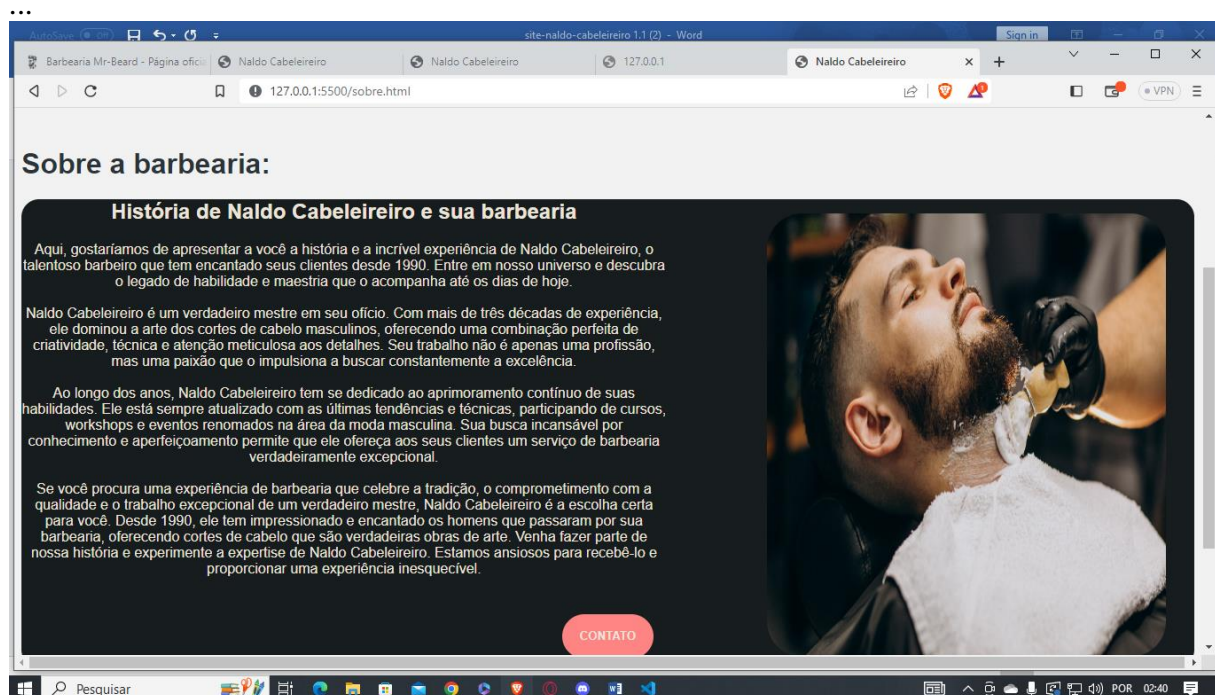 ...
AutoSave Off site-naldo-cabeleireiro 1.1 (2) - Word Sign in
Barbearia Mr-Beard - Página oficia Naldo Cabeleireiro Naldo Cabeleireiro 127.0.0.1 Naldo Cabeleireiro
127.0.0.1:5500/sobre.html VPN
Sobre a barbearia:
História de Naldo Cabeleireiro e sua barbearia
Aqui, gostaríamos de apresentar a você a história e a incrível experiência de Naldo Cabeleireiro, o
talentoso barbeiro que tem encantado seus clientes desde 1990. Entre em nosso universo e descubra
o legado de habilidade e maestria que o acompanha até os dias de hoje.
Naldo Cabeleireiro é um verdadeiro mestre em seu ofício. Com mais de três décadas de experiência,
ele dominou a arte dos cortes de cabelo masculinos, oferecendo uma combinação perfeita de
criatividade, técnica e atenção meticulosa aos detalhes. Seu trabalho não é apenas uma profissão,
mas uma paixão que o impulsiona a buscar constantemente a excelência.
Ao longo dos anos, Naldo Cabeleireiro tem se dedicado ao aprimoramento contínuo de suas
habilidades. Ele está sempre atualizado com as últimas tendências e técnicas, participando de cursos,
workshops e eventos renomados na área da moda masculina. Sua busca incansável por
conhecimento e aperfeiçoamento permite que ele ofereça aos seus clientes um serviço de barbearia
verdadeiramente excepcional.
Se você procura uma experiência de barbearia que celebre a tradição, o comprometimento com a
qualidade e o trabalho excepcional de um verdadeiro mestre, Naldo Cabeleireiro é a escolha certa
para você. Desde 1990, ele tem impressionado e encantado os homens que passaram por sua
barbearia, oferecendo cortes de cabelo que são verdadeiras obras de arte. Venha fazer parte de
nossa história e experimente a expertise de Naldo Cabeleireiro. Estamos ansiosos para recebê-lo e
proporcionar uma experiência inesquecível.
CONTATO
Pesquisar POR 02:40